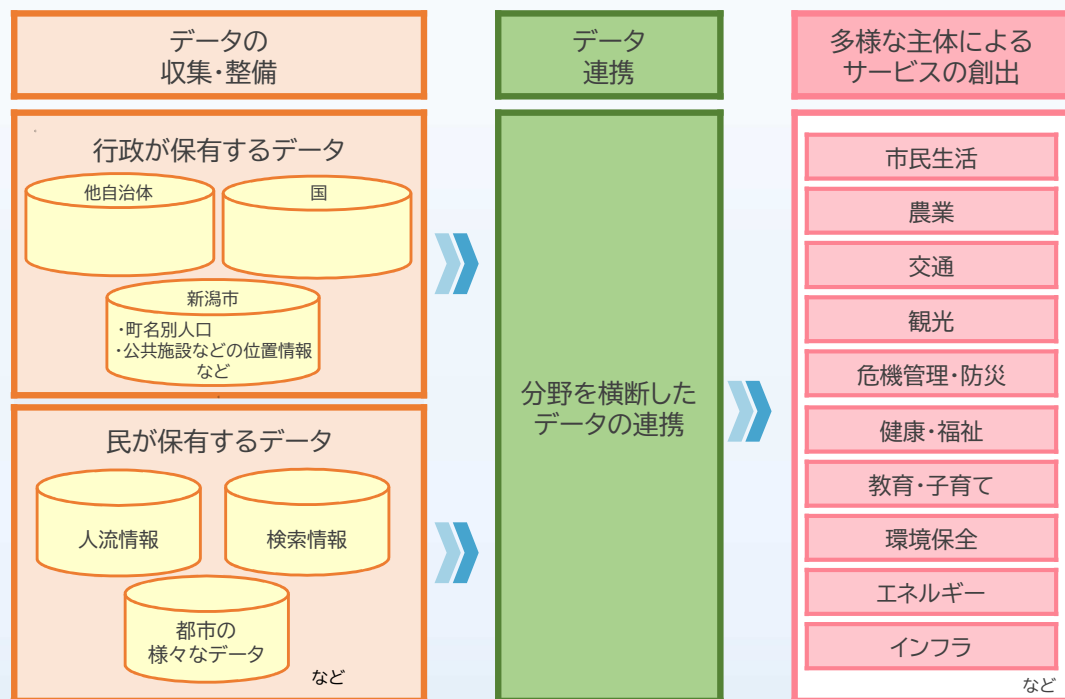 データの
収集・整備
行政が保有するデータ
他自治体
国
新潟市
・町名別人口
・公共施設などの位置情報
など
民が保有するデータ
人流情報
検索情報
都市の
様々なデータ
など
データ
連携
分野を横断した
データの連携
多様な主体による
サービスの創出
市民生活
農業
交通
観光
危機管理・防災
健康・福祉
教育・子育て
環境保全
エネルギー
インフラ
など